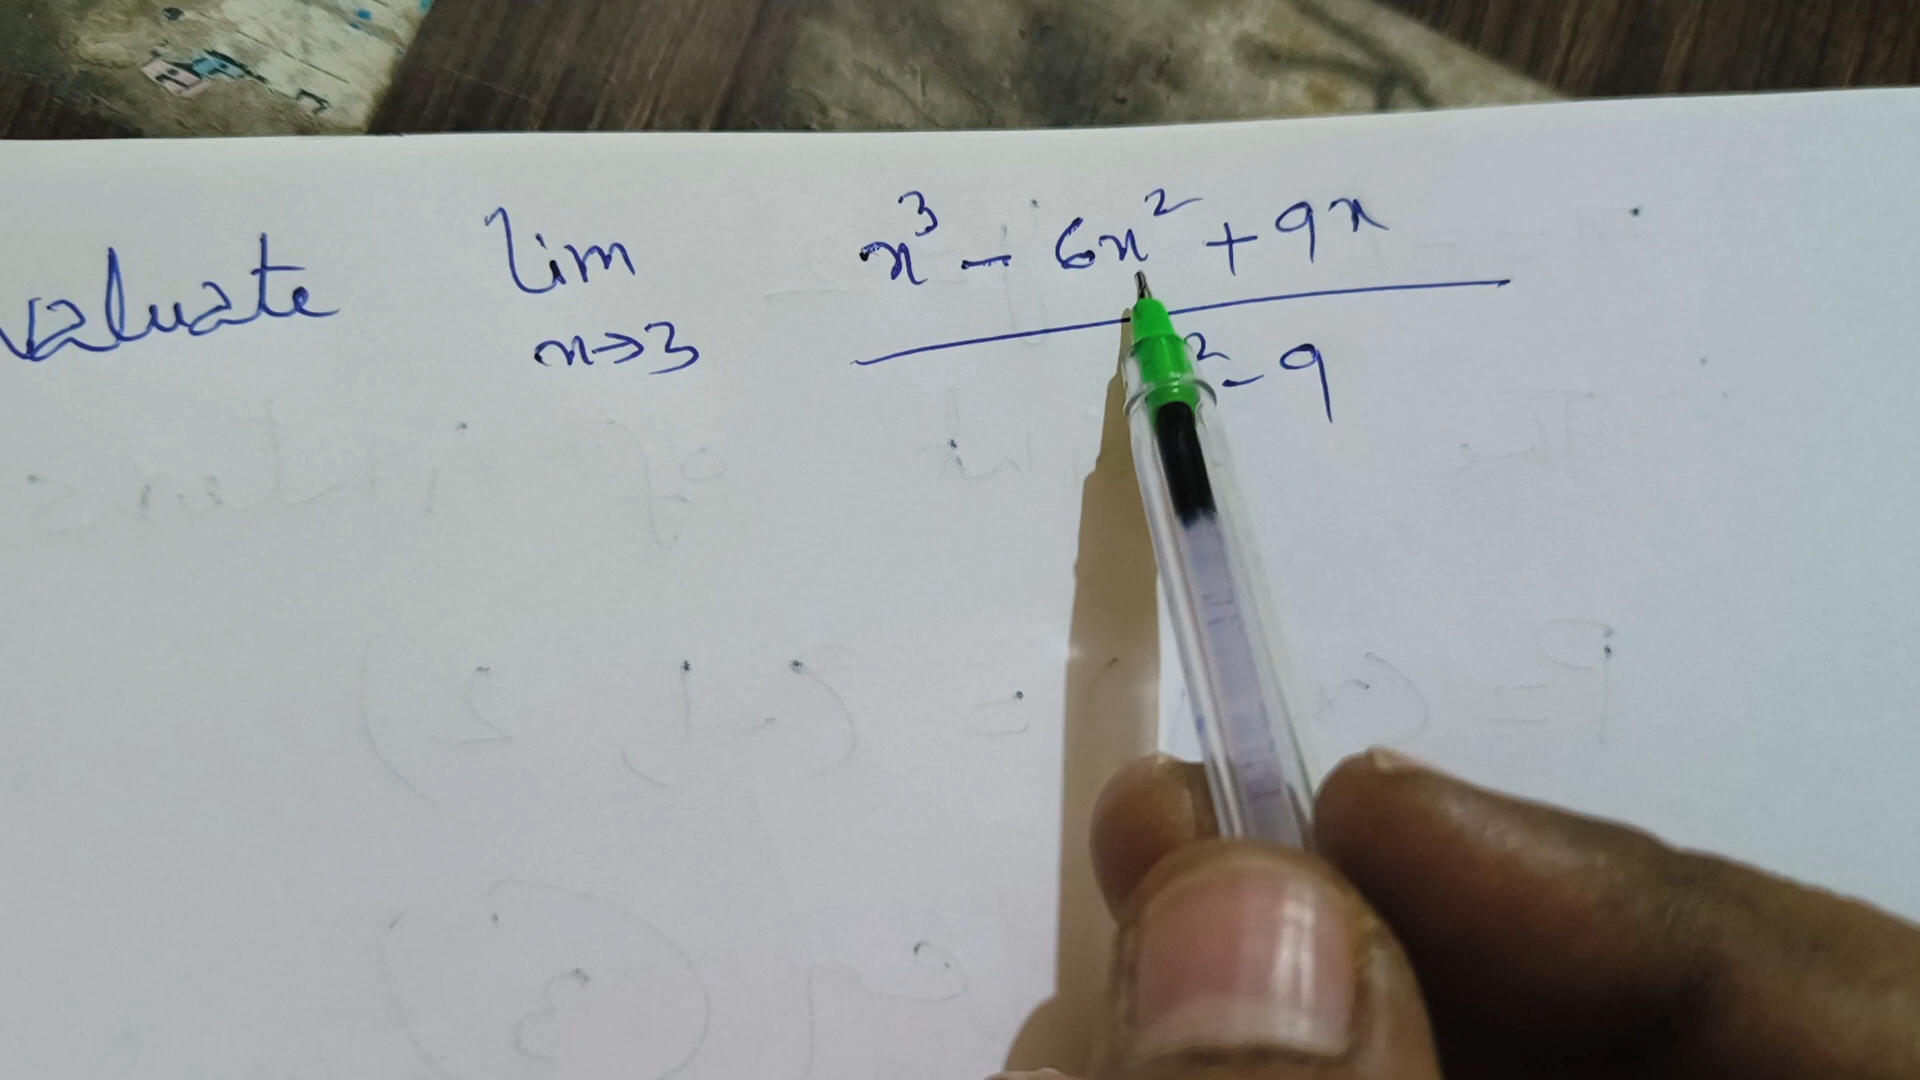 valuate lim x³ - 6x² + 9x
x→3 ² - 9